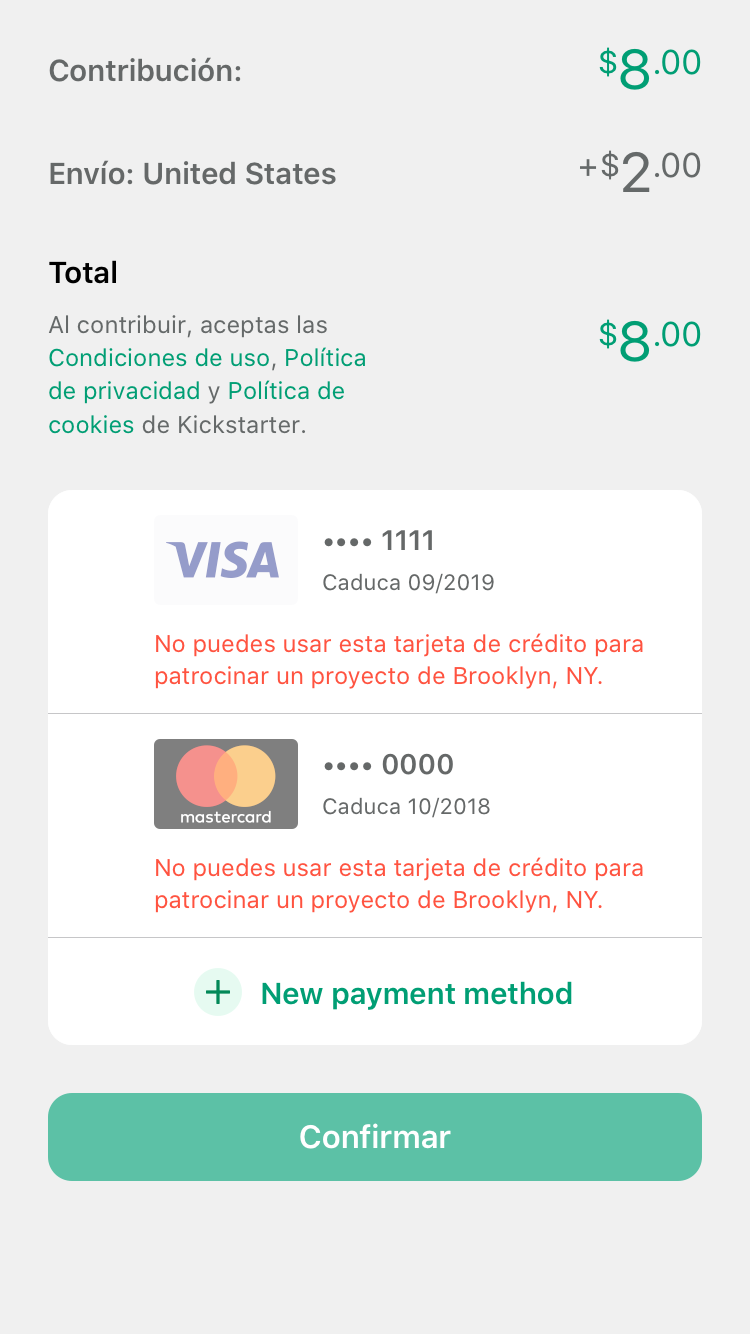 Contribución:
$8.00
Envío: United States
+$2.00
Total
Al contribuir, aceptas las
Condiciones de uso, Política
de privacidad y Política de
cookies de Kickstarter.
$8.00
VISA
•••• 1111
Caduca 09/2019
No puedes usar esta tarjeta de crédito para
patrocinar un proyecto de Brooklyn, NY.
mastercard
•••• 0000
Caduca 10/2018
No puedes usar esta tarjeta de crédito para
patrocinar un proyecto de Brooklyn, NY.
+ New payment method
Confirmar